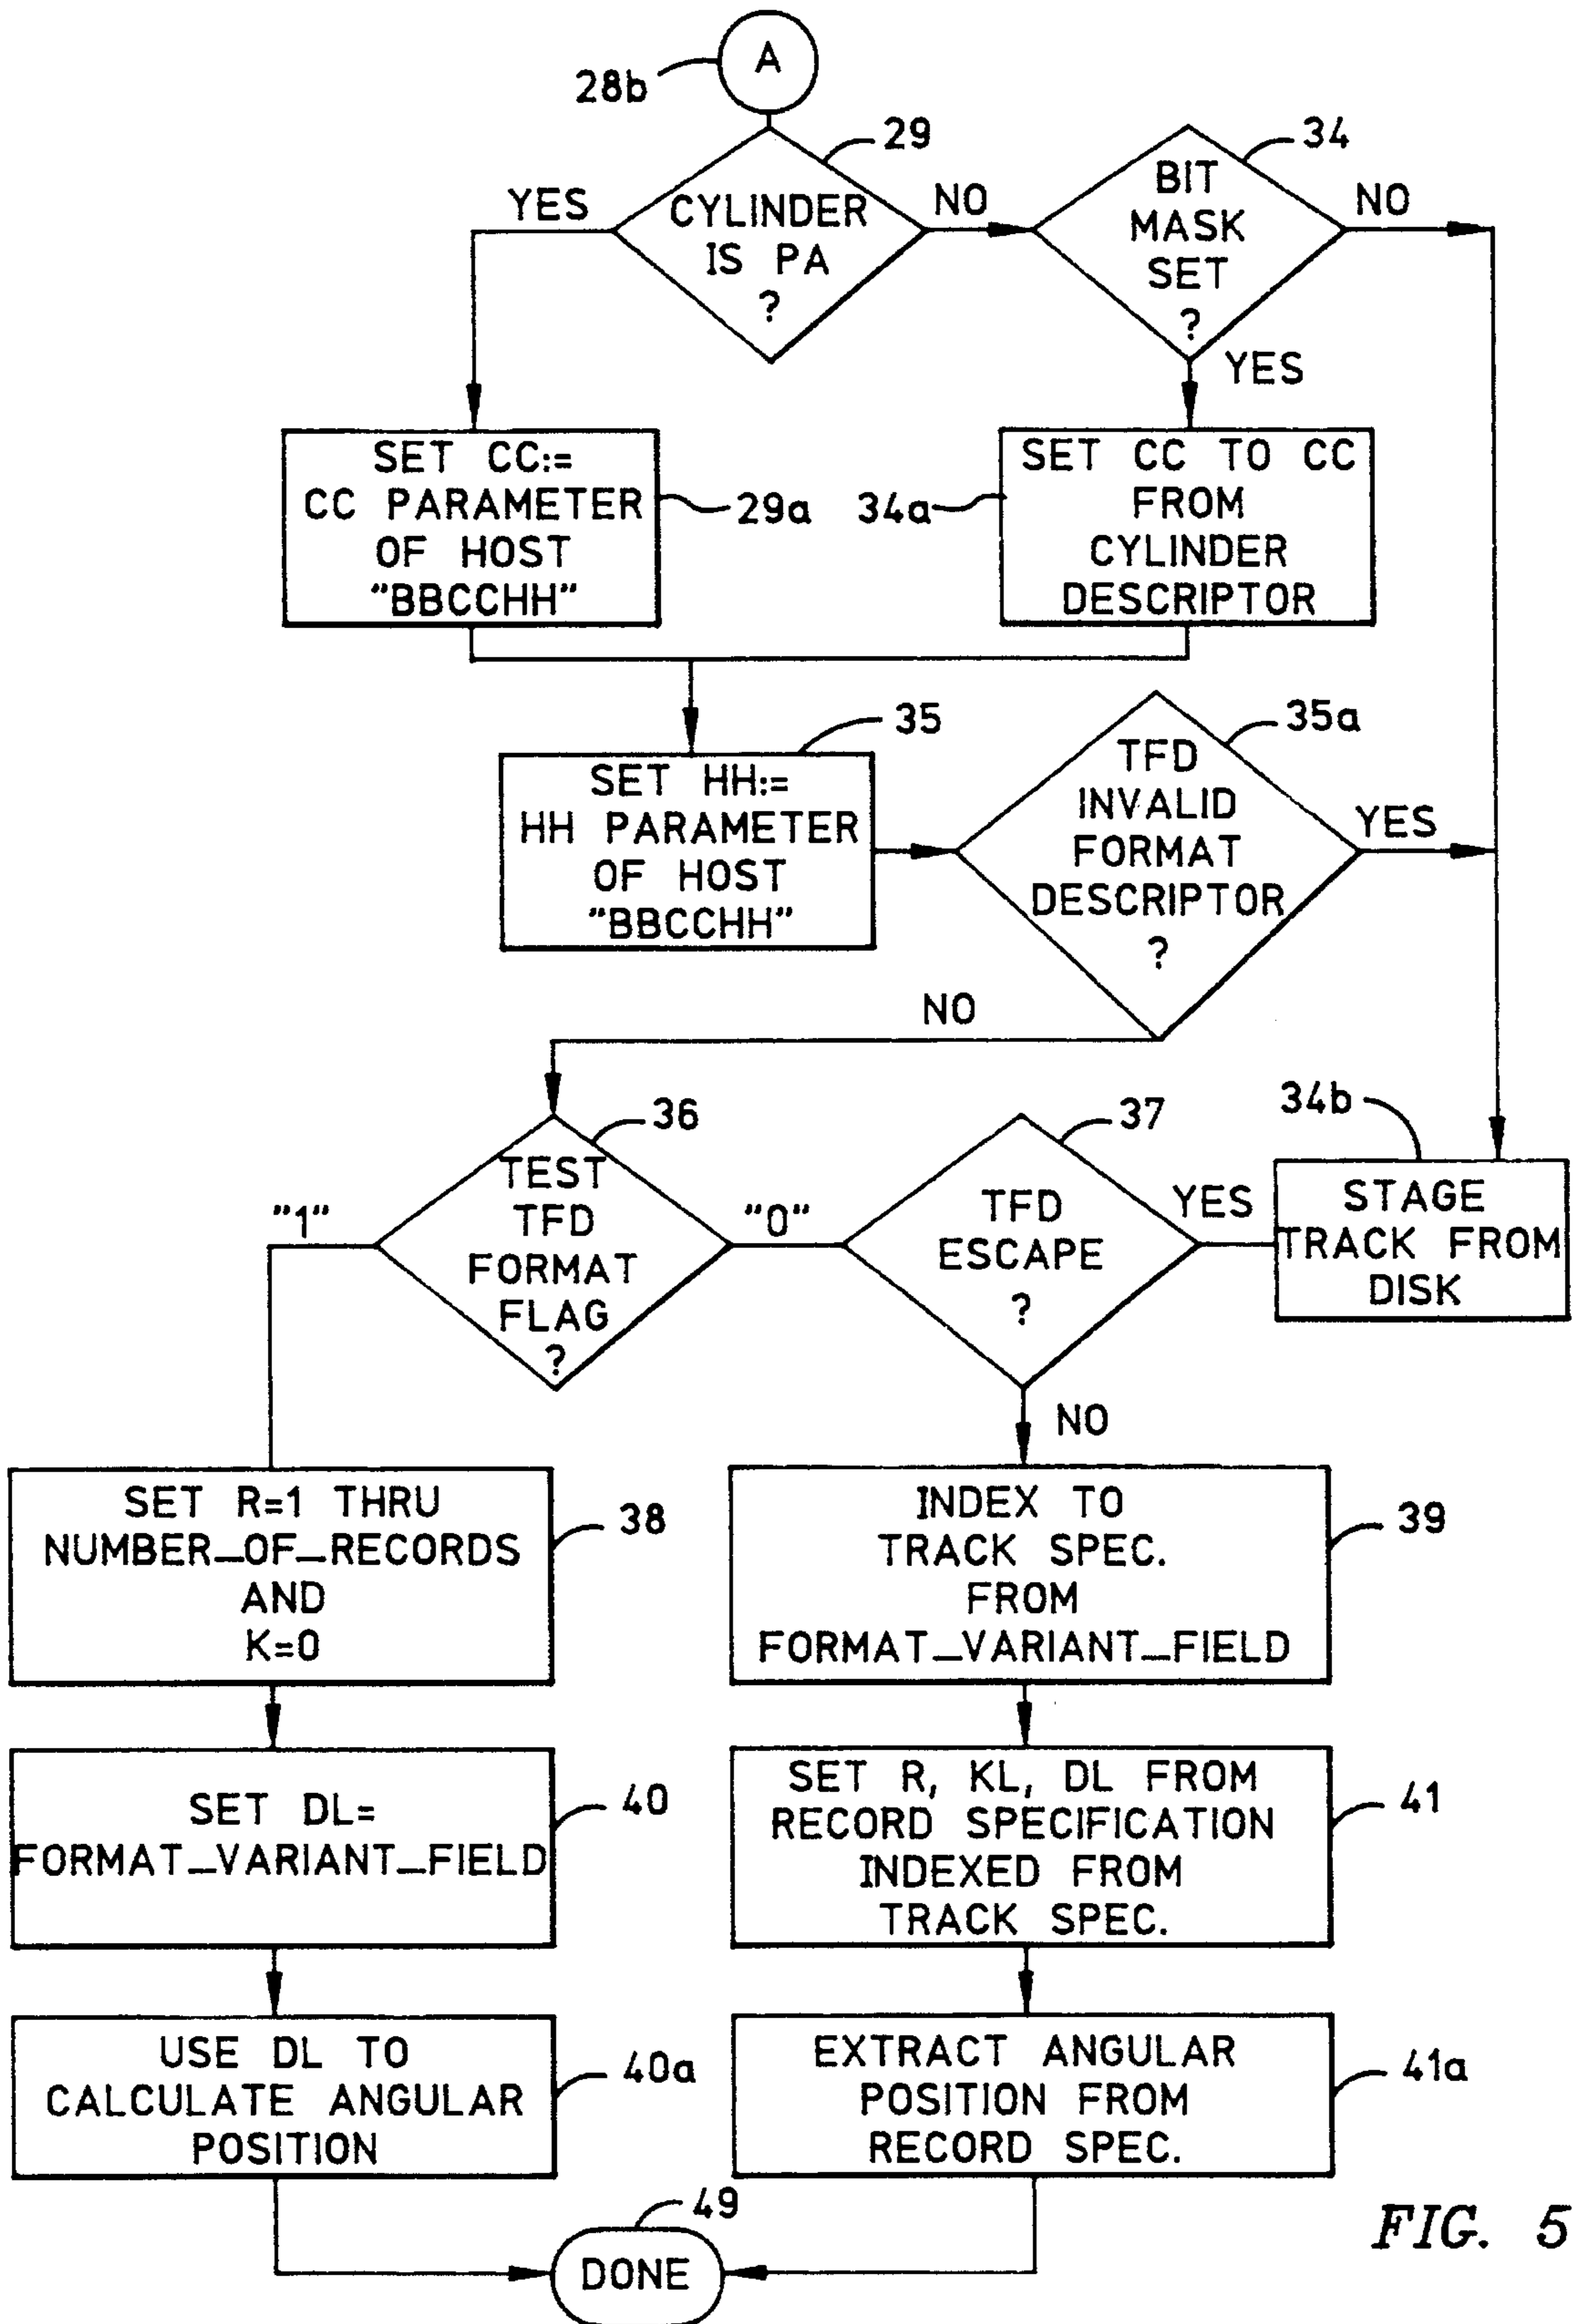 A
28b
29
CYLINDER
IS PA
?
YES
NO
34
BIT
MASK
SET
?
NO
YES
SET CC:=
CC PARAMETER
OF HOST
"BBCCHH"
29a
34a
SET CC TO CC
FROM
CYLINDER
DESCRIPTOR
35
SET HH:=
HH PARAMETER
OF HOST
"BBCCHH"
35a
TFD
INVALID
FORMAT
DESCRIPTOR
?
YES
NO
36
TEST
TFD
FORMAT
FLAG
?
"1"
"0"
37
TFD
ESCAPE
?
YES
NO
34b
STAGE
TRACK FROM
DISK
SET R=1 THRU
NUMBER_OF_RECORDS
AND
K=0
38
INDEX TO
TRACK SPEC.
FROM
FORMAT_VARIANT_FIELD
39
SET DL=
FORMAT_VARIANT_FIELD
40
SET R, KL, DL FROM
RECORD SPECIFICATION
INDEXED FROM
TRACK SPEC.
41
USE DL TO
CALCULATE ANGULAR
POSITION
40a
EXTRACT ANGULAR
POSITION FROM
RECORD SPEC.
41a
49
DONE
FIG. 5